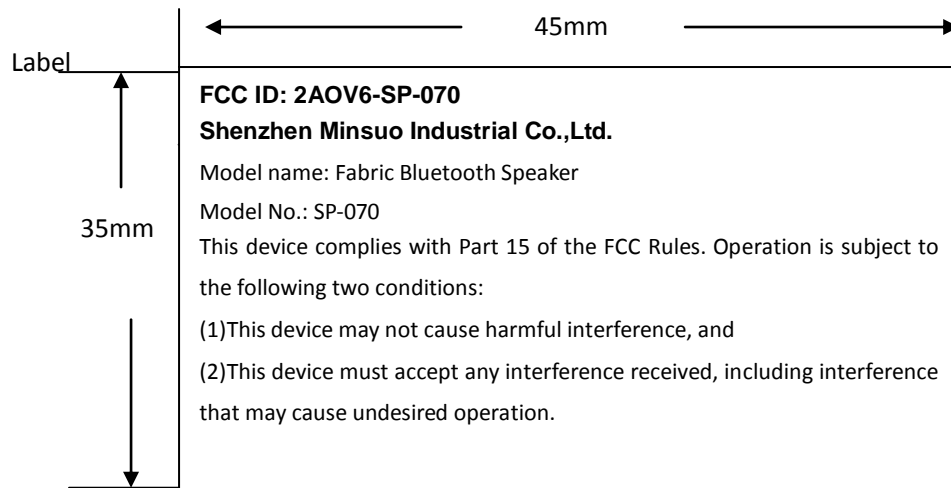 45mm
Label
FCC ID: 2AOV6-SP-070
Shenzhen Minsuo Industrial Co.,Ltd.
Model name: Fabric Bluetooth Speaker
Model No.: SP-070
35mm
This device complies with Part 15 of the FCC Rules. Operation is subject to
the following two conditions:
(1)This device may not cause harmful interference, and
(2)This device must accept any interference received, including interference
that may cause undesired operation.